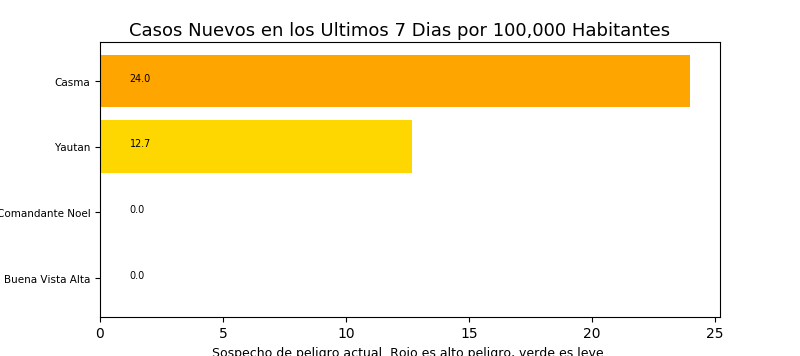 Casos Nuevos en los Ultimos 7 Dias por 100,000 Habitantes
Casma 24.0
Yautan 12.7
Comandante Noel 0.0
Buena Vista Alta 0.0
0 5 10 15 20 25
Sospecho de peligro actual. Rojo es alto peligro, verde es leve